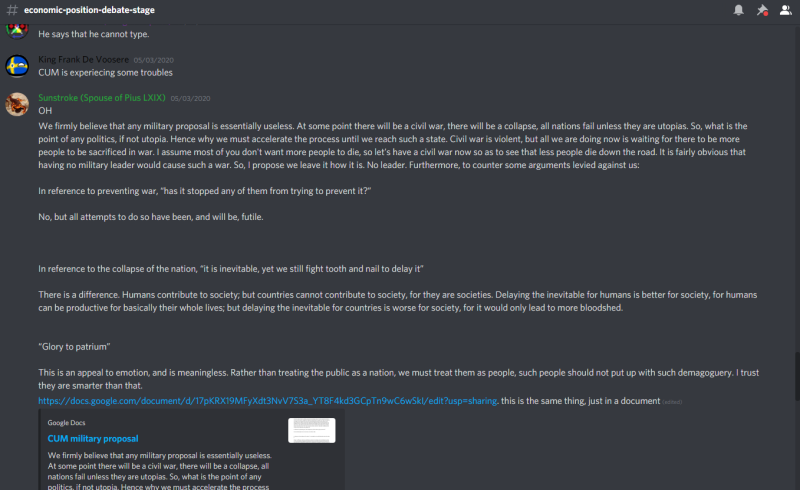 # economic-position-debate-stage
He says that he cannot type.
King Frank De Voosere 05/03/2020
CUM is experiecing some troubles
Sunstroke (Spouse of Pius LXIX) 05/03/2020
OH
We firmly believe that any military proposal is essentially useless. At some point there will be a civil war, there will be a collapse, all nations fail unless they are utopias. So, what is the
point of any politics, if not utopia. Hence why we must accelerate the process until we reach such a state. Civil war is violent, but all we are doing now is waiting for there to be more
people to be sacrificed in war. I assume most of you don't want more people to die, so let's have a civil war now so as to see that less people die down the road. It is fairly obvious that
having no military leader would cause such a war. So, I propose we leave it how it is. No leader. Furthermore, to counter some arguments levied against us:
In reference to preventing war, "has it stopped any of them from trying to prevent it?"
No, but all attempts to do so have been, and will be, futile.
In reference to the collapse of the nation, "it is inevitable, yet we still fight tooth and nail to delay it"
There is a difference. Humans contribute to society; but countries cannot contribute to society, for they are societies. Delaying the inevitable for humans is better for society, for humans
can be productive for basically their whole lives; but delaying the inevitable for countries is worse for society, for it would only lead to more bloodshed.
"Glory to patrium"
This is an appeal to emotion, and is meaningless. Rather than treating the public as a nation, we must treat them as people, such people should not put up with such demagoguery. I trust
they are smarter than that.
https://docs.google.com/document/d/17pKRX19MFyXdt3NvV7S3a_YT8F4kd3GCpTn9wC6wSkI/edit?usp=sharing. this is the same thing, just in a document (edited)
Google Docs
CUM military proposal
We firmly believe that any military proposal is essentially useless.
At some point there will be a civil war, there will be a collapse, all
nations fail unless they are utopias. So, what is the point of any
politics, if not utopia. Hence why we must accelerate the process